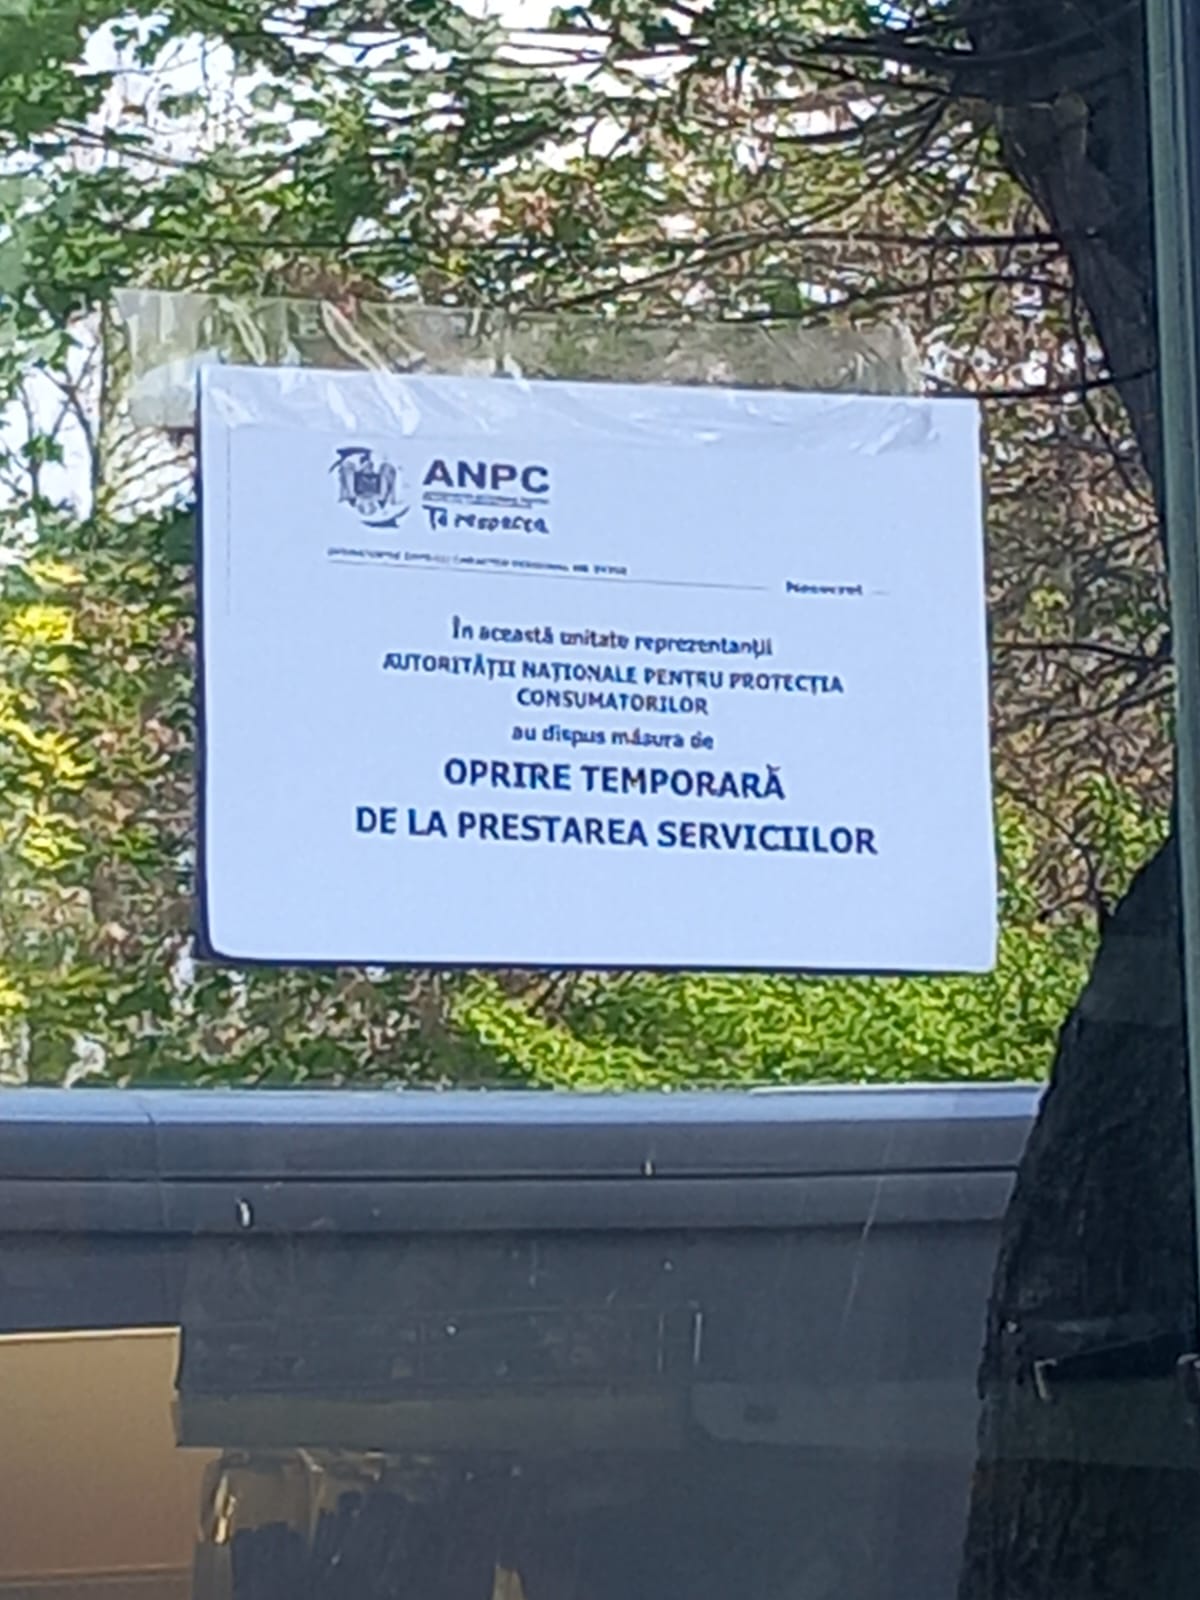 ANPC
Te respectă
Nesecret
În această unitate reprezentanții
AUTORITĂȚII NAȚIONALE PENTRU PROTECȚIA
CONSUMATORILOR
au dispus măsura de
OPRIRE TEMPORARĂ
DE LA PRESTAREA SERVICIILOR